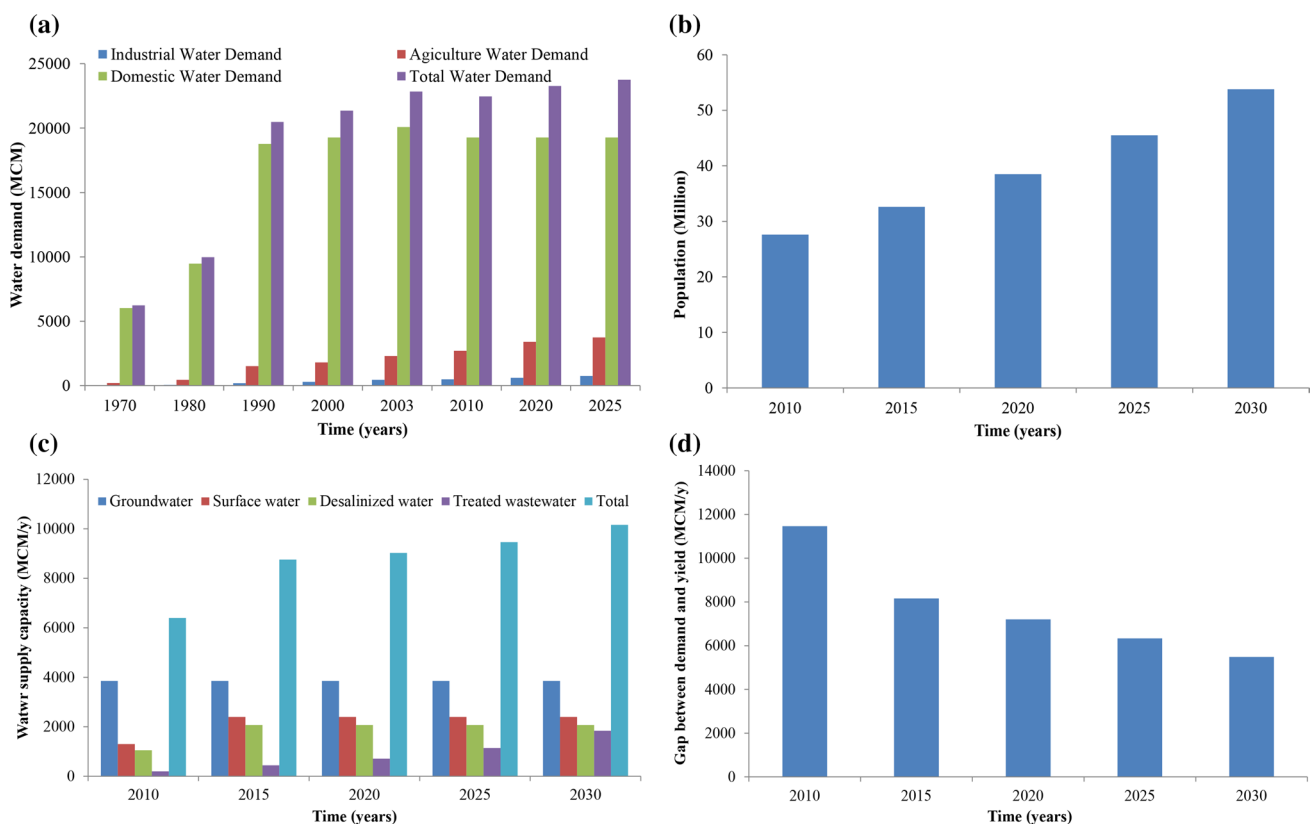 (a)
Industrial Water Demand Agiculture Water Demand
Domestic Water Demand Total Water Demand
25000
20000
15000
10000
5000
0
Water demand (MCM)
1970 1980 1990 2000 2003 2010 2020 2025
Time (years)
(b)
60
50
40
30
20
10
0
Population (Million)
2010 2015 2020 2025 2030
Time (years)
(c)
12000
Groundwater Surface water Desalinized water Treated wastewater Total
10000
8000
6000
4000
2000
0
Watwr supply capacity (MCM/y)
2010 2015 2020 2025 2030
Time (years)
(d)
14000
12000
10000
8000
6000
4000
2000
0
Gap between demand and yield (MCM/y)
2010 2015 2020 2025 2030
Time (years)